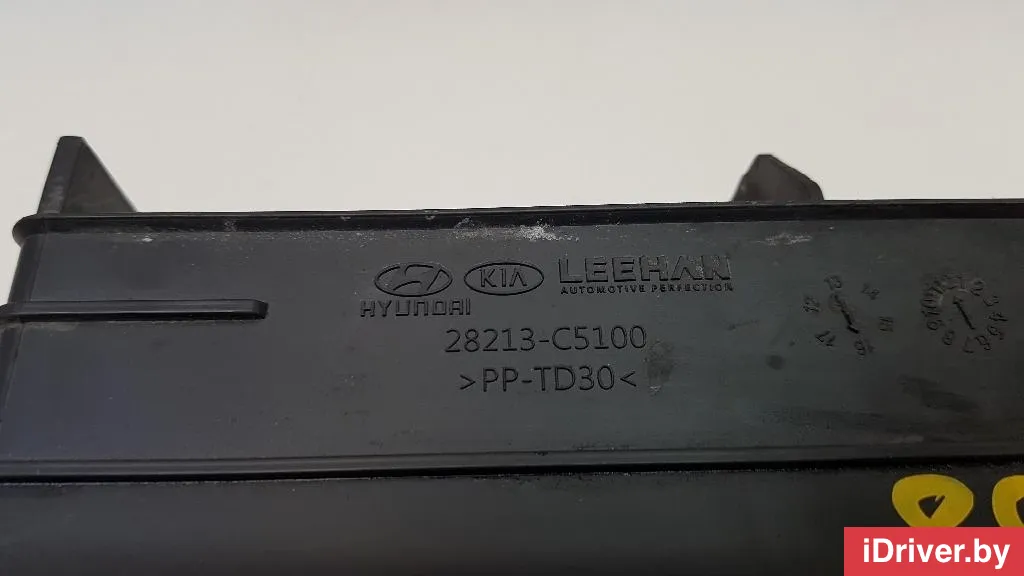 HYUNDAI
KIA
LEEHAN
AUTOMOTIVE PERFECTION
28213-C5100
>PP-TD30<
iDriver.by